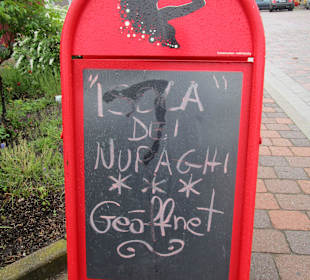 "ISOLA"
DEI
NURAGHI
***
Geöffnet